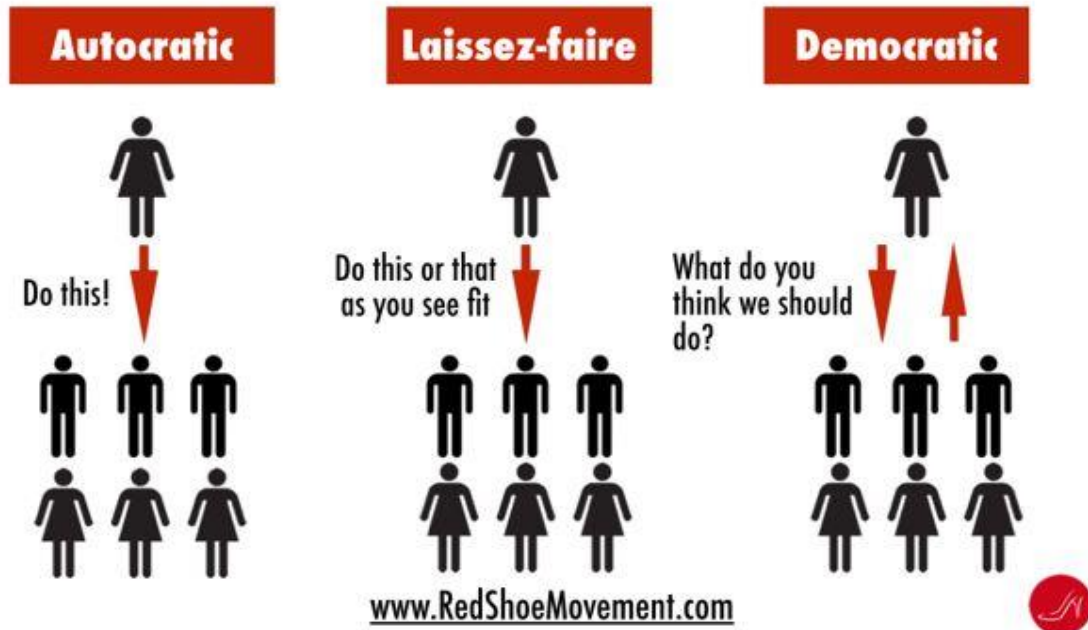 Autocratic
Laissez-faire
Democratic
Do this!
Do this or that
as you see fit
What do you
think we should
do?
www.RedShoeMovement.com